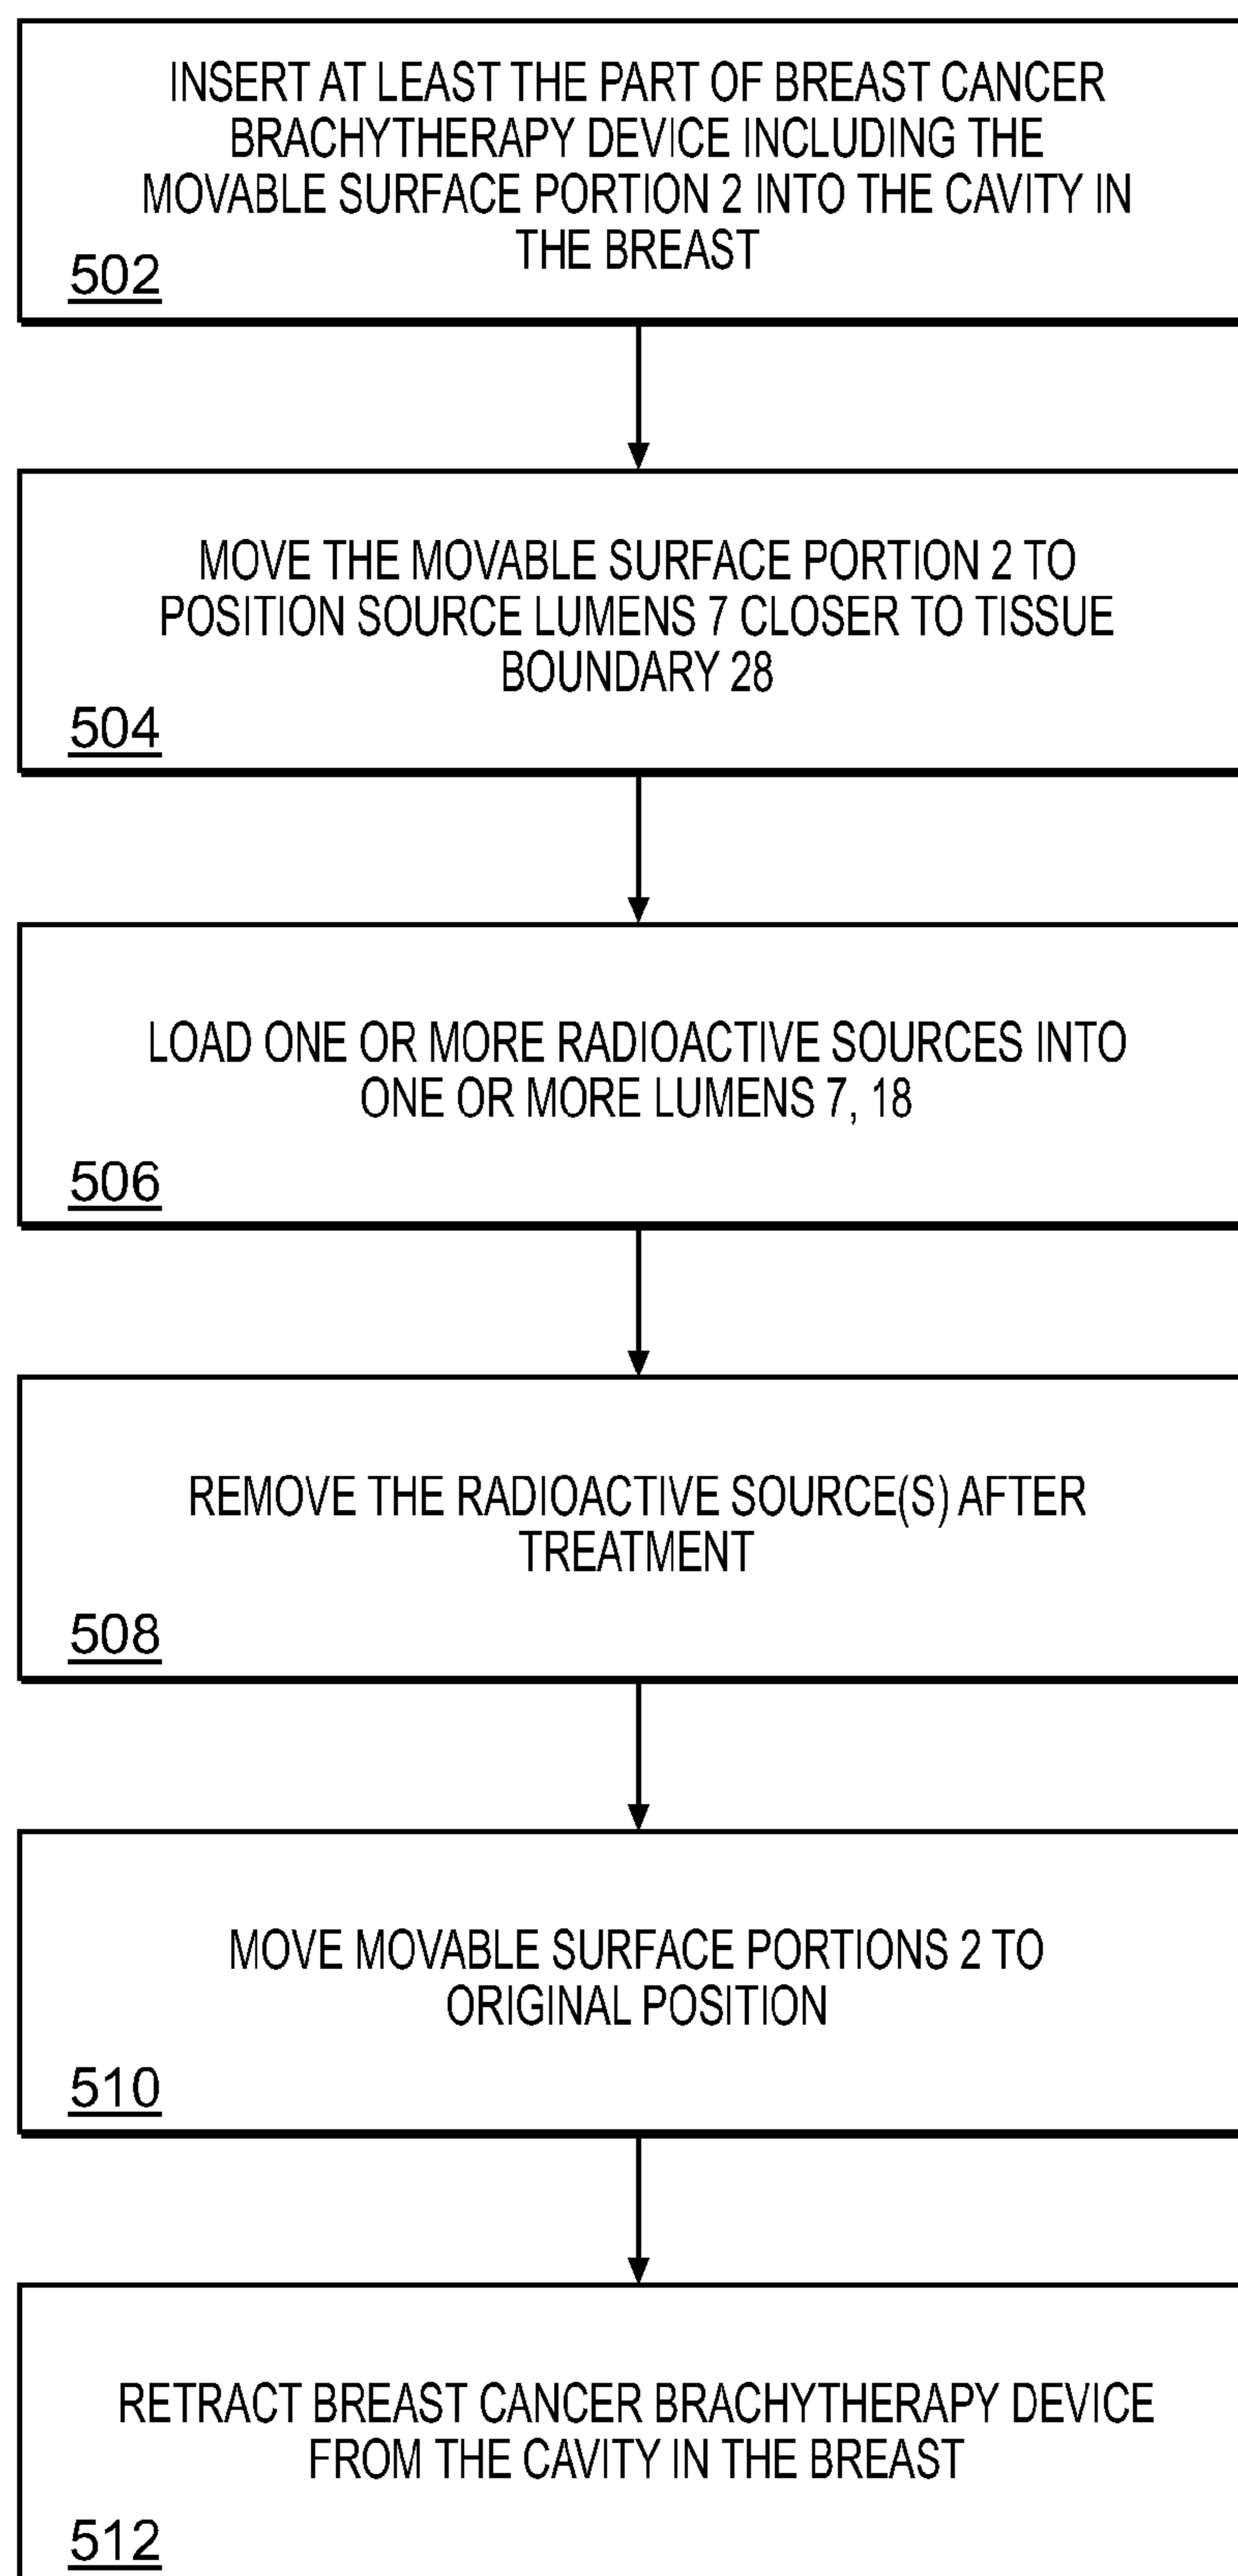 INSERT AT LEAST THE PART OF BREAST CANCER
BRACHYTHERAPY DEVICE INCLUDING THE
MOVABLE SURFACE PORTION 2 INTO THE CAVITY IN
THE BREAST
502
MOVE THE MOVABLE SURFACE PORTION 2 TO
POSITION SOURCE LUMENS 7 CLOSER TO TISSUE
BOUNDARY 28
504
LOAD ONE OR MORE RADIOACTIVE SOURCES INTO
ONE OR MORE LUMENS 7, 18
506
REMOVE THE RADIOACTIVE SOURCE(S) AFTER
TREATMENT
508
MOVE MOVABLE SURFACE PORTIONS 2 TO
ORIGINAL POSITION
510
RETRACT BREAST CANCER BRACHYTHERAPY DEVICE
FROM THE CAVITY IN THE BREAST
512